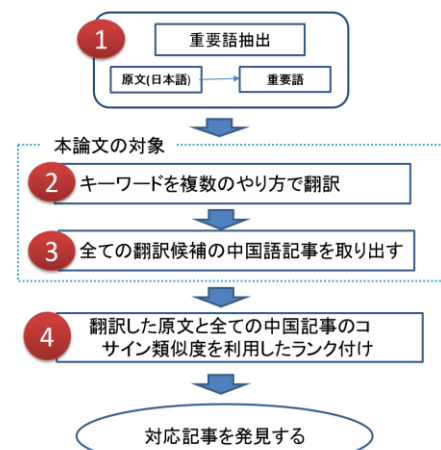 1
重要語抽出
原文(日本語)
重要語
本論文の対象
2
キーワードを複数のやり方で翻訳
3
全ての翻訳候補の中国語記事を取り出す
4
翻訳した原文と全ての中国記事のコ
サイン類似度を利用したランク付け
対応記事を発見する